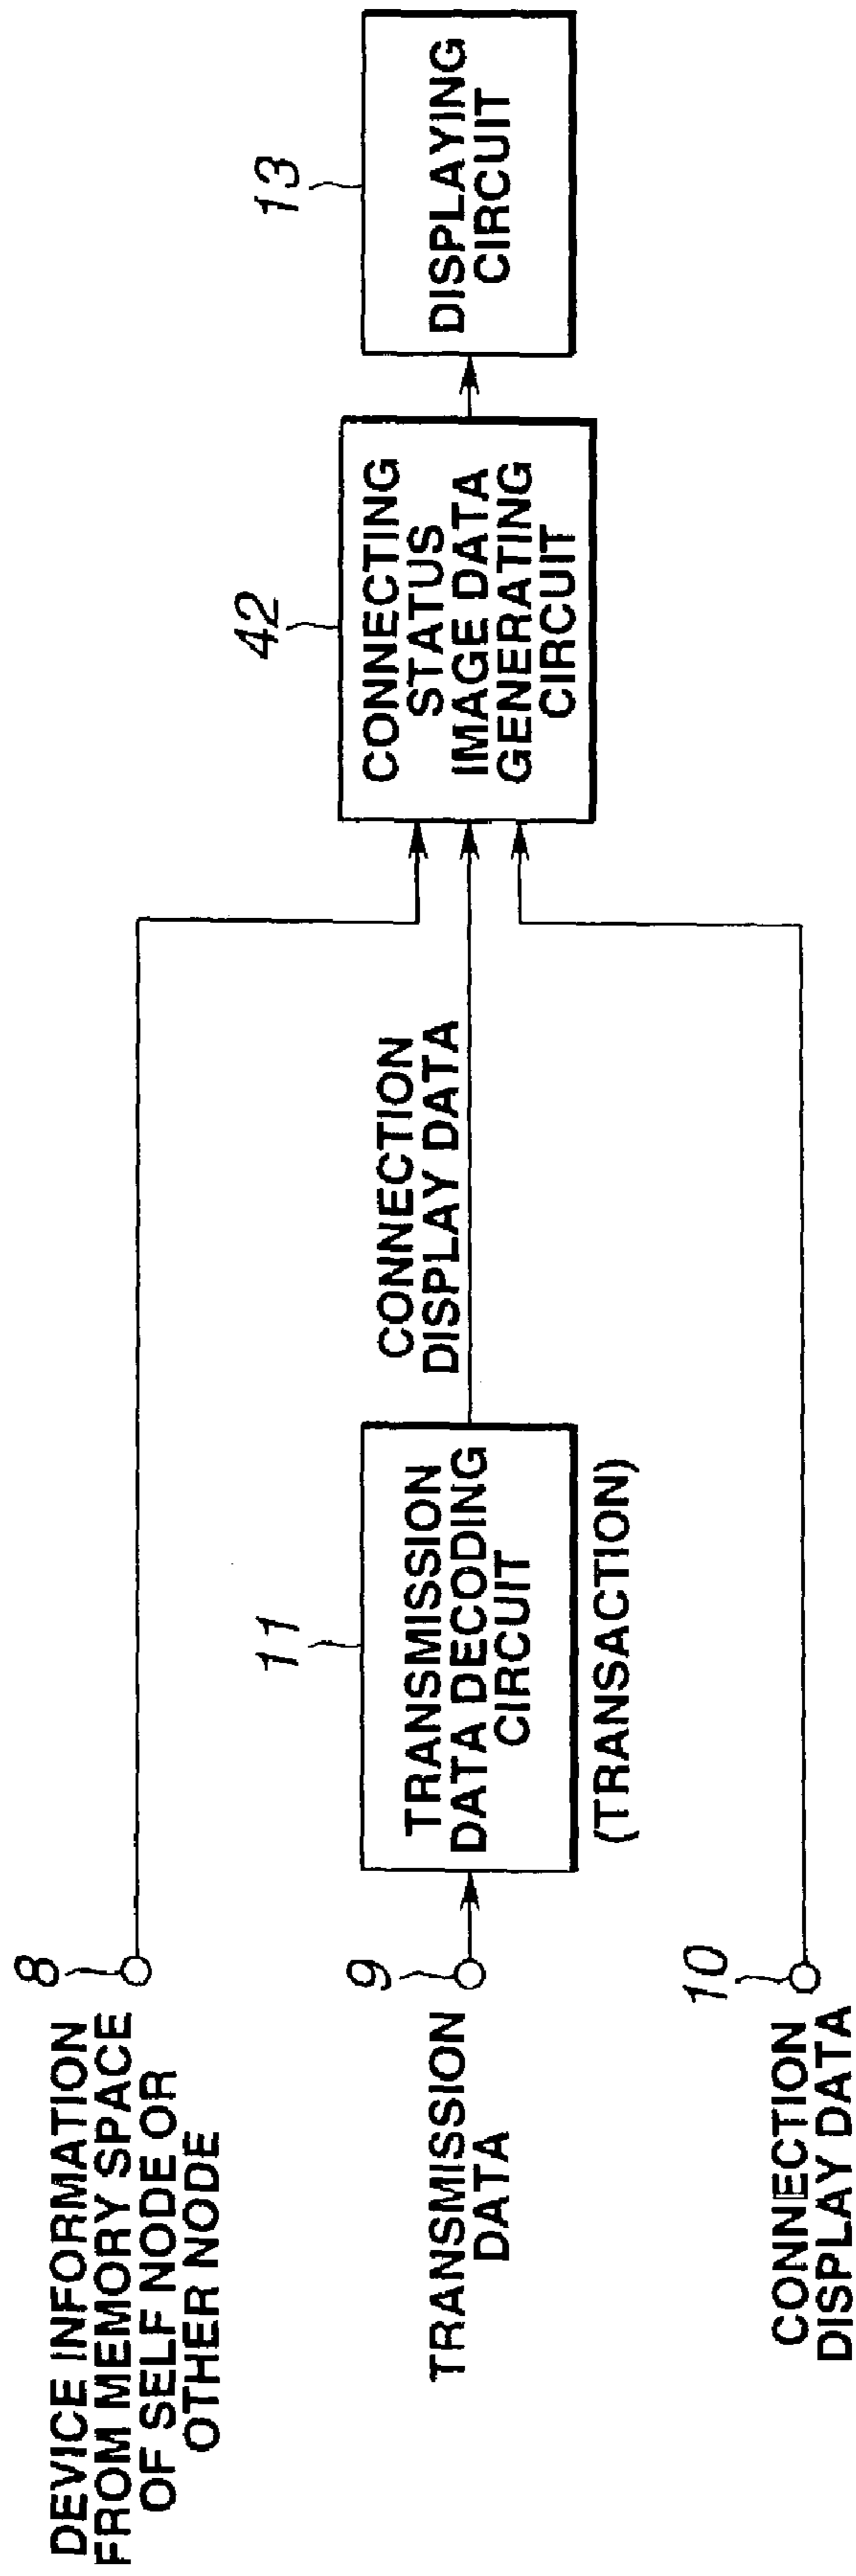 8
DEVICE INFORMATION
FROM MEMORY SPACE
OF SELF NODE OR
OTHER NODE
9
TRANSMISSION
DATA
10
CONNECTION
DISPLAY DATA
11
TRANSMISSION
DATA DECODING
CIRCUIT
(TRANSACTION)
CONNECTION
DISPLAY DATA
42
CONNECTING
STATUS
IMAGE DATA
GENERATING
CIRCUIT
13
DISPLAYING
CIRCUIT